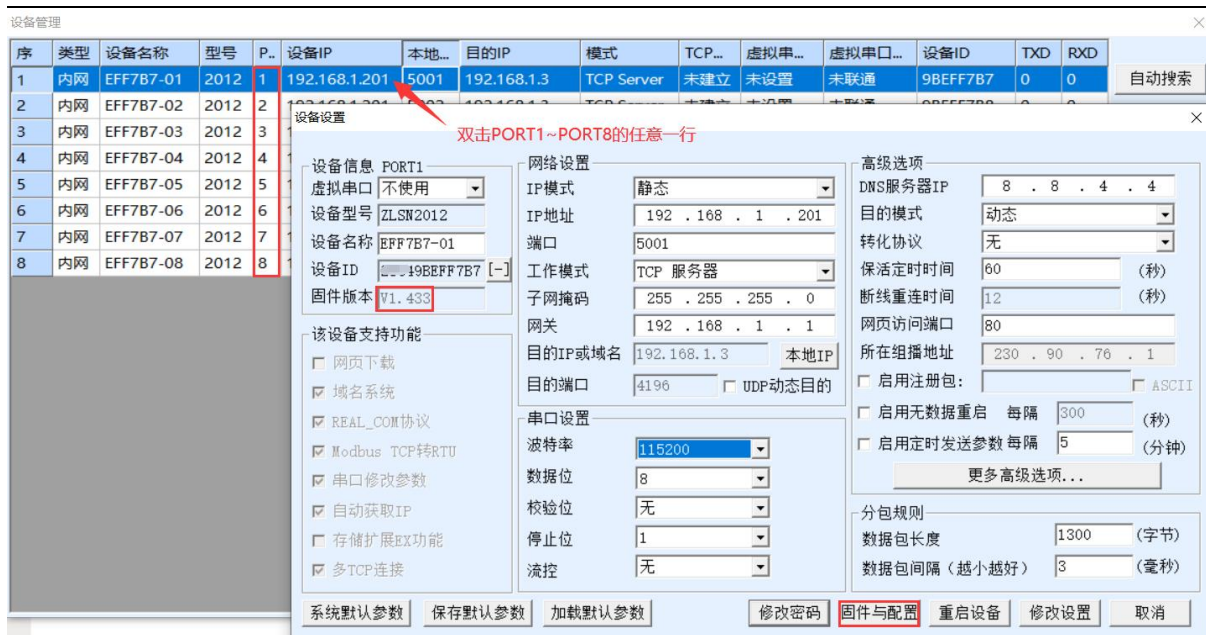 设备管理
序 类型 设备名称 型号 P.. 设备IP 本地... 目的IP 模式 TCP... 虚拟串... 虚拟串口... 设备ID TXD RXD
1 内网 EFF7B7-01 2012 1 192.168.1.201 5001 192.168.1.3 TCP Server 未建立 未设置 未联通 9BEFF7B7 0 0 自动搜索
2 内网 EFF7B7-02 2012 2
3 内网 EFF7B7-03 2012 3
4 内网 EFF7B7-04 2012 4
5 内网 EFF7B7-05 2012 5
6 内网 EFF7B7-06 2012 6
7 内网 EFF7B7-07 2012 7
8 内网 EFF7B7-08 2012 8
设备设置
双击PORT1~PORT8的任意一行
设备信息 PORT1
虚拟串口 不使用
设备型号 ZLSN2012
设备名称 EFF7B7-01
设备ID 49BEFF7B7 [-]
固件版本 V1.433
该设备支持功能
网页下载
域名系统
REAL_COM协议
Modbus TCP转RTU
串口修改参数
自动获取IP
存储扩展EX功能
多TCP连接
网络设置
IP模式 静态
IP地址 192 . 168 . 1 . 201
端口 5001
工作模式 TCP 服务器
子网掩码 255 . 255 . 255 . 0
网关 192 . 168 . 1 . 1
目的IP或域名 192.168.1.3 本地IP
目的端口 4196 UDP动态目的
串口设置
波特率 115200
数据位 8
校验位 无
停止位 1
流控 无
高级选项
DNS服务器IP 8 . 8 . 4 . 4
目的模式 动态
转化协议 无
保活定时时间 60 (秒)
断线重连时间 12 (秒)
网页访问端口 80
所在组播地址 230 . 90 . 76 . 1
启用注册包: ASCII
启用无数据重启 每隔 300 (秒)
启用定时发送参数 每隔 5 (分钟)
更多高级选项...
分包规则
数据包长度 1300 (字节)
数据包间隔(越小越好) 3 (毫秒)
系统默认参数 保存默认参数 加载默认参数 修改密码 固件与配置 重启设备 修改设置 取消